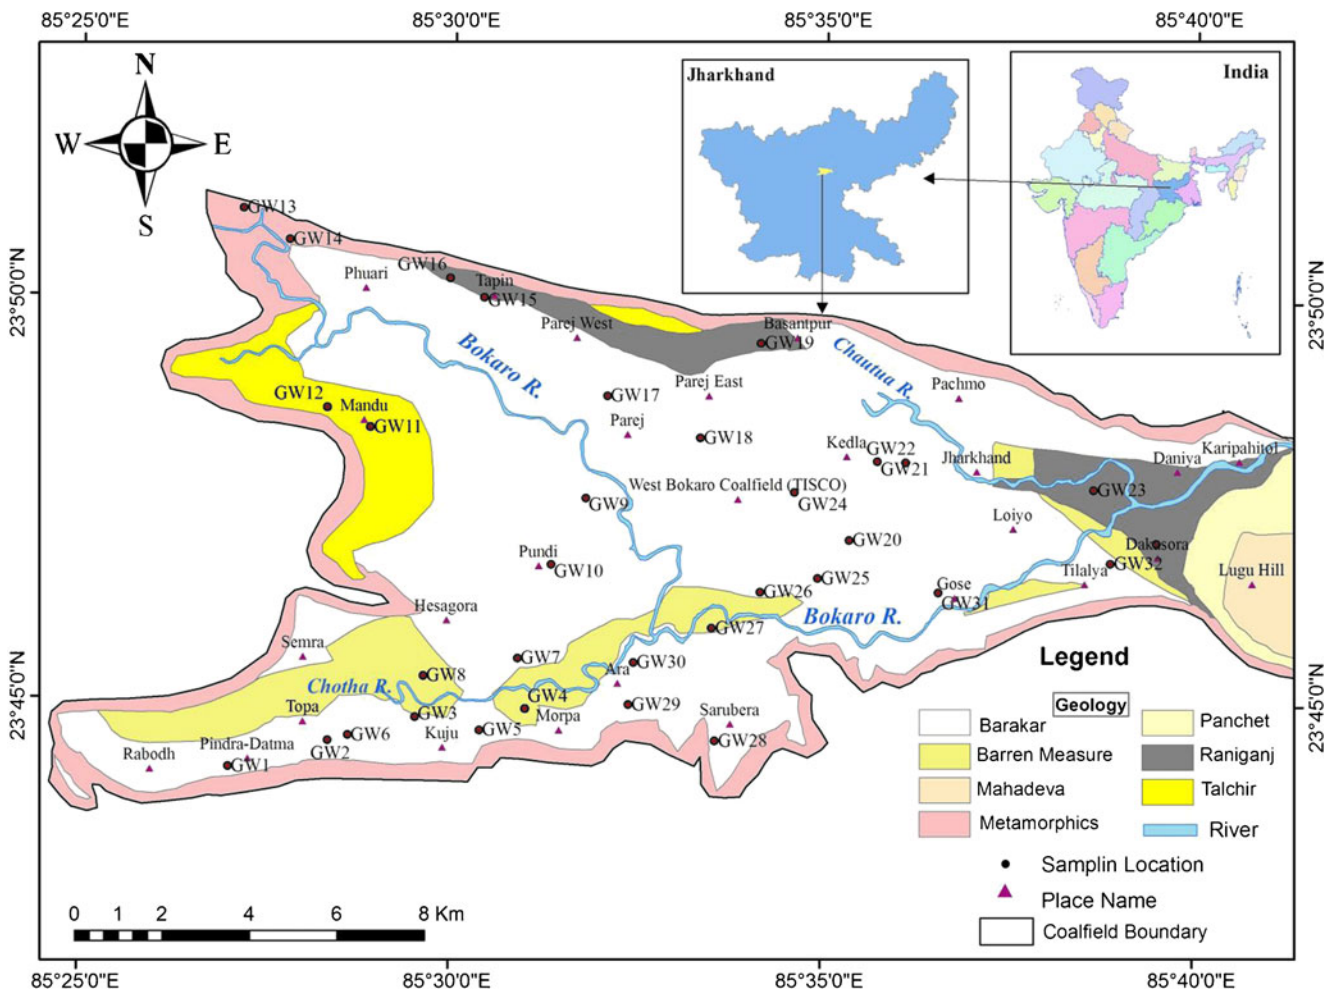 85°25'0"E
85°30'0"E
85°35'0"E
85°40'0"E
N
W
E
S
Jharkhand
India
GW13
GW14
GW16
Phuari
Tapin
GW15
23°50'0"N
23°50'0"N
Parej West
Basantpur
GW19
Bokaro R.
Chautua R.
GW12
Mandu
GW11
GW17
Parej East
Pachmo
Parej
GW18
Kedla
GW22
GW21
Jharkhand
Daniva
Karipahitol
West Bokaro Coalfield (TISCO)
GW9
GW24
GW23
Loiyo
GW20
Dakasora
Pundi
GW10
GW25
GW32
Tilalya
Lugu Hill
Gose
GW31
GW26
Hesagora
GW27
Bokaro R.
Semra
GW7
GW30
Ara
Legend
GW8
Chotha R.
23°45'0"N
23°45'0"N
GW4
GW29
Topa
GW3
Morpa
Sarubera
Geology
GW6
GW5
Kuju
GW28
Rabodh
Pindra-Datma
GW2
GW1
Barakar
Panchet
Barren Measure
Raniganj
Mahadeva
Talchir
Metamorphics
River
Samplin Location
Place Name
Coalfield Boundary
0 1 2 4 6 8 Km
85°25'0"E
85°30'0"E
85°35'0"E
85°40'0"E